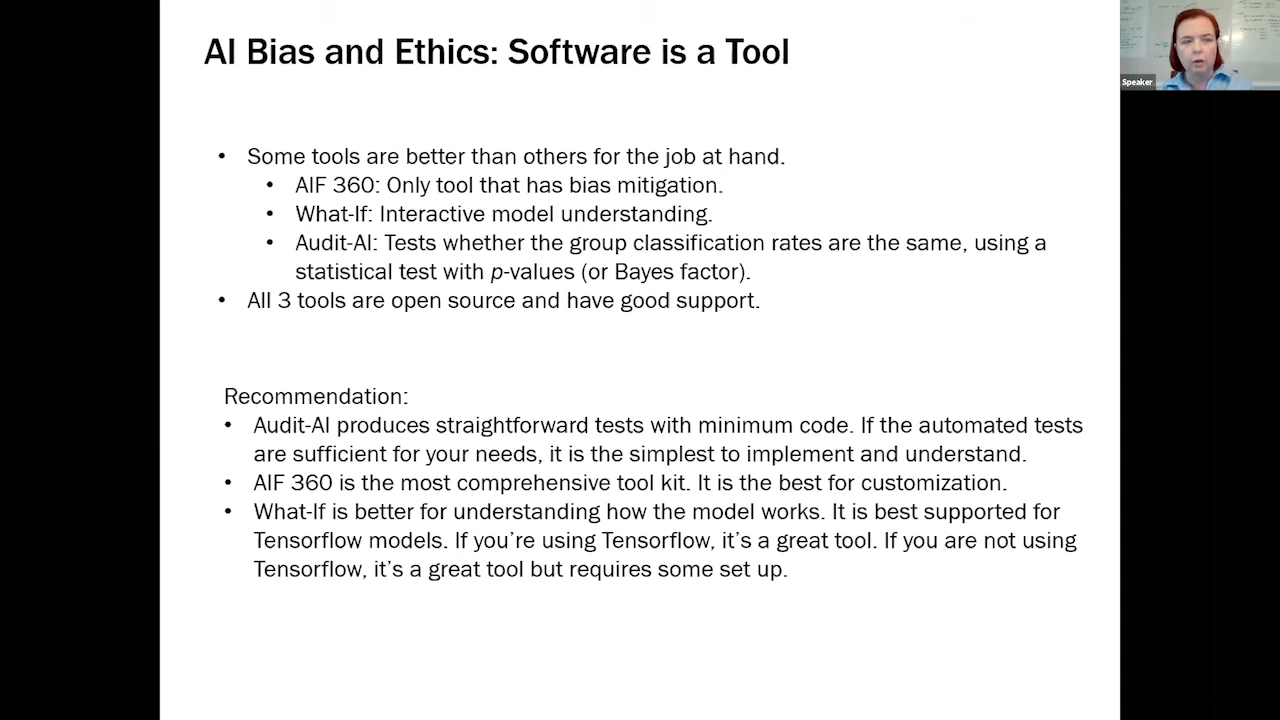 AI Bias and Ethics: Software is a Tool
Speaker
• Some tools are better than others for the job at hand.
• AIF 360: Only tool that has bias mitigation.
• What-If: Interactive model understanding.
• Audit-AI: Tests whether the group classification rates are the same, using a
statistical test with p-values (or Bayes factor).
• All 3 tools are open source and have good support.
Recommendation:
• Audit-AI produces straightforward tests with minimum code. If the automated tests
are sufficient for your needs, it is the simplest to implement and understand.
• AIF 360 is the most comprehensive tool kit. It is the best for customization.
• What-If is better for understanding how the model works. It is best supported for
Tensorflow models. If you’re using Tensorflow, it’s a great tool. If you are not using
Tensorflow, it’s a great tool but requires some set up.